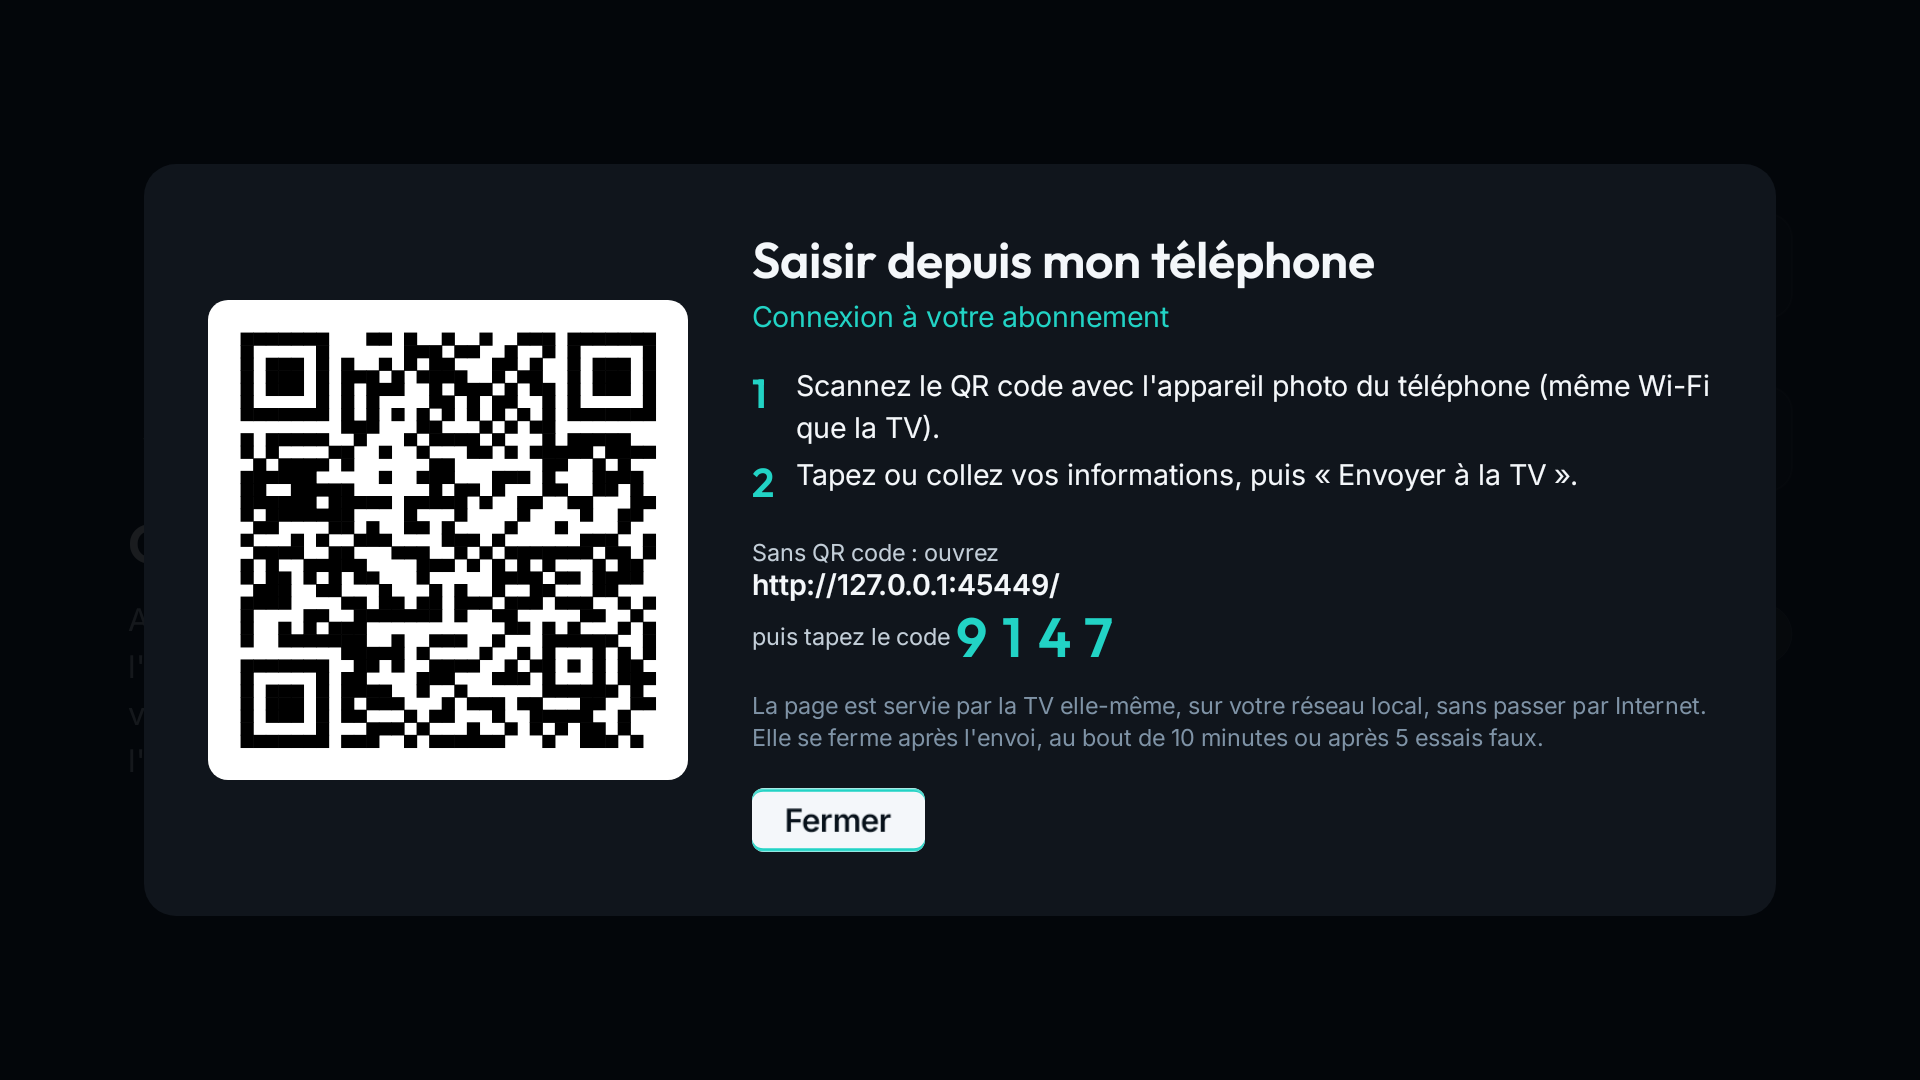 Saisir depuis mon téléphone
Connexion à votre abonnement
1 Scannez le QR code avec l'appareil photo du téléphone (même Wi-Fi
que la TV).
2 Tapez ou collez vos informations, puis « Envoyer à la TV ».
Sans QR code : ouvrez
http://127.0.0.1:45449/
puis tapez le code 9 1 4 7
La page est servie par la TV elle-même, sur votre réseau local, sans passer par Internet.
Elle se ferme après l'envoi, au bout de 10 minutes ou après 5 essais faux.
Fermer